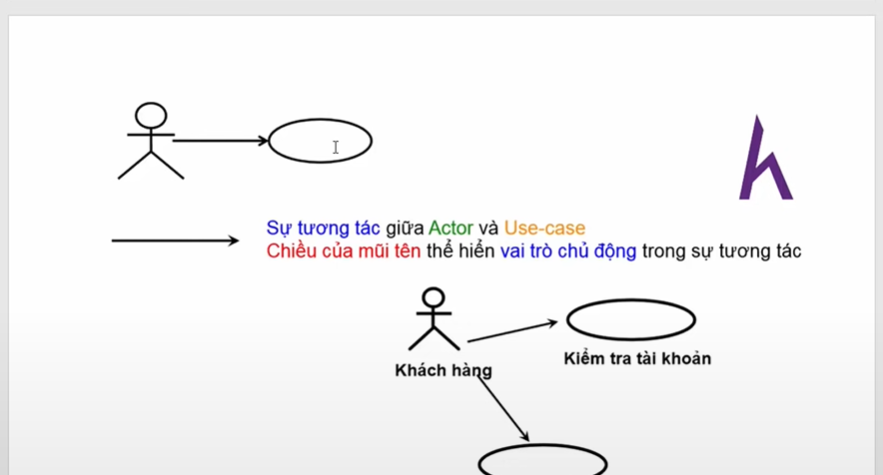 Sự tương tác giữa Actor và Use-case
Chiều của mũi tên thể hiển vai trò chủ động trong sự tương tác
Khách hàng
Kiểm tra tài khoản